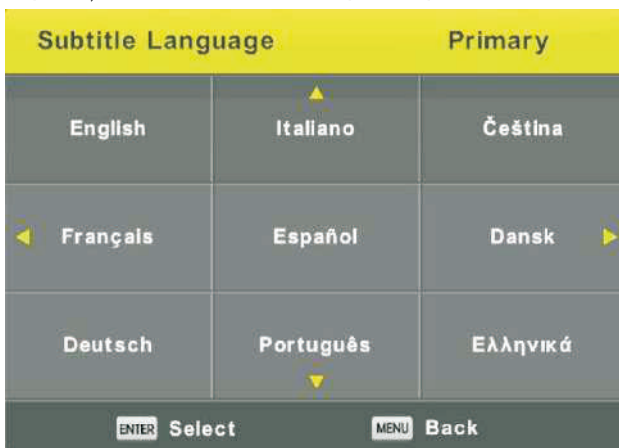 Subtitle Language Primary
English Italiano Čeština
Français Español Dansk
Deutsch Português Ελληνικά
ENTER Select MENU Back